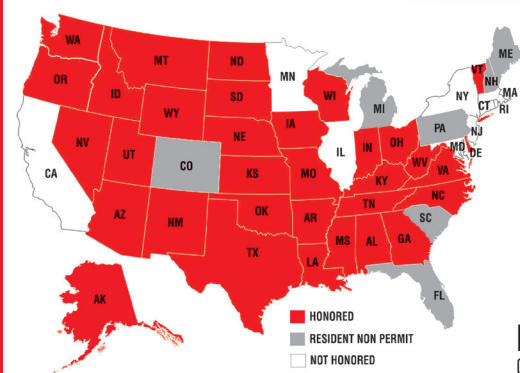 WA
MT
ND
MN
ME
OR
ID
SD
WI
VT
NH
WY
MI
NY
MA
CT
RI
NV
NE
IA
PA
NJ
UT
CO
IL
IN
OH
MD
DE
CA
KS
MO
WV
VA
KY
NC
AZ
NM
OK
AR
TN
SC
TX
MS
AL
GA
LA
AK
FL
HONORED
RESIDENT NON PERMIT
NOT HONORED